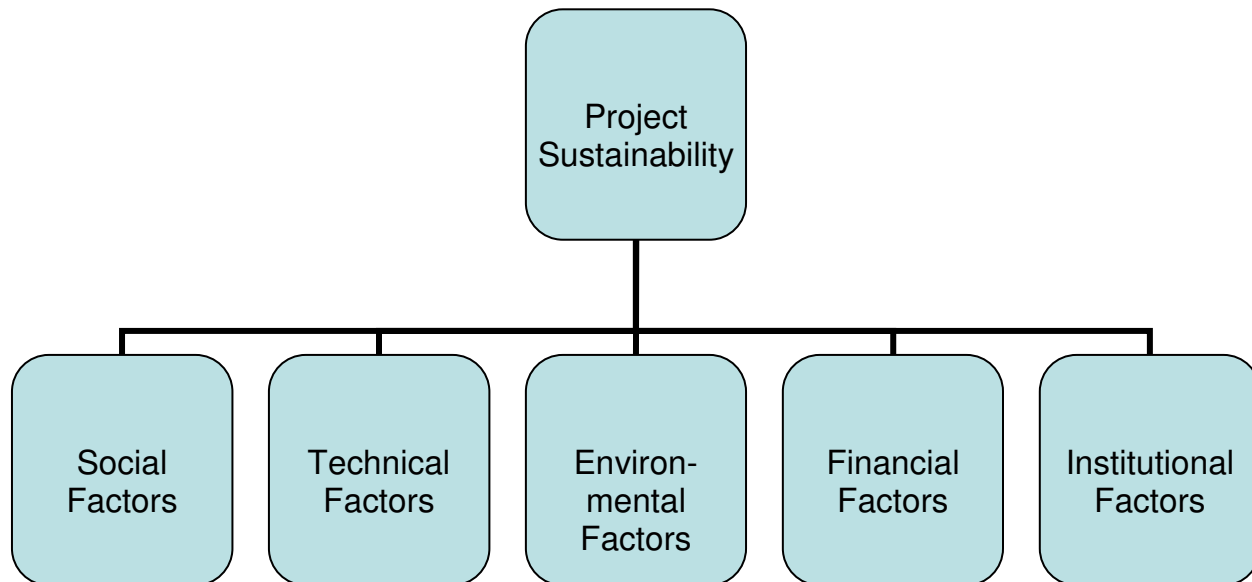 Project
Sustainability
Social
Factors
Technical
Factors
Environ-
mental
Factors
Financial
Factors
Institutional
Factors